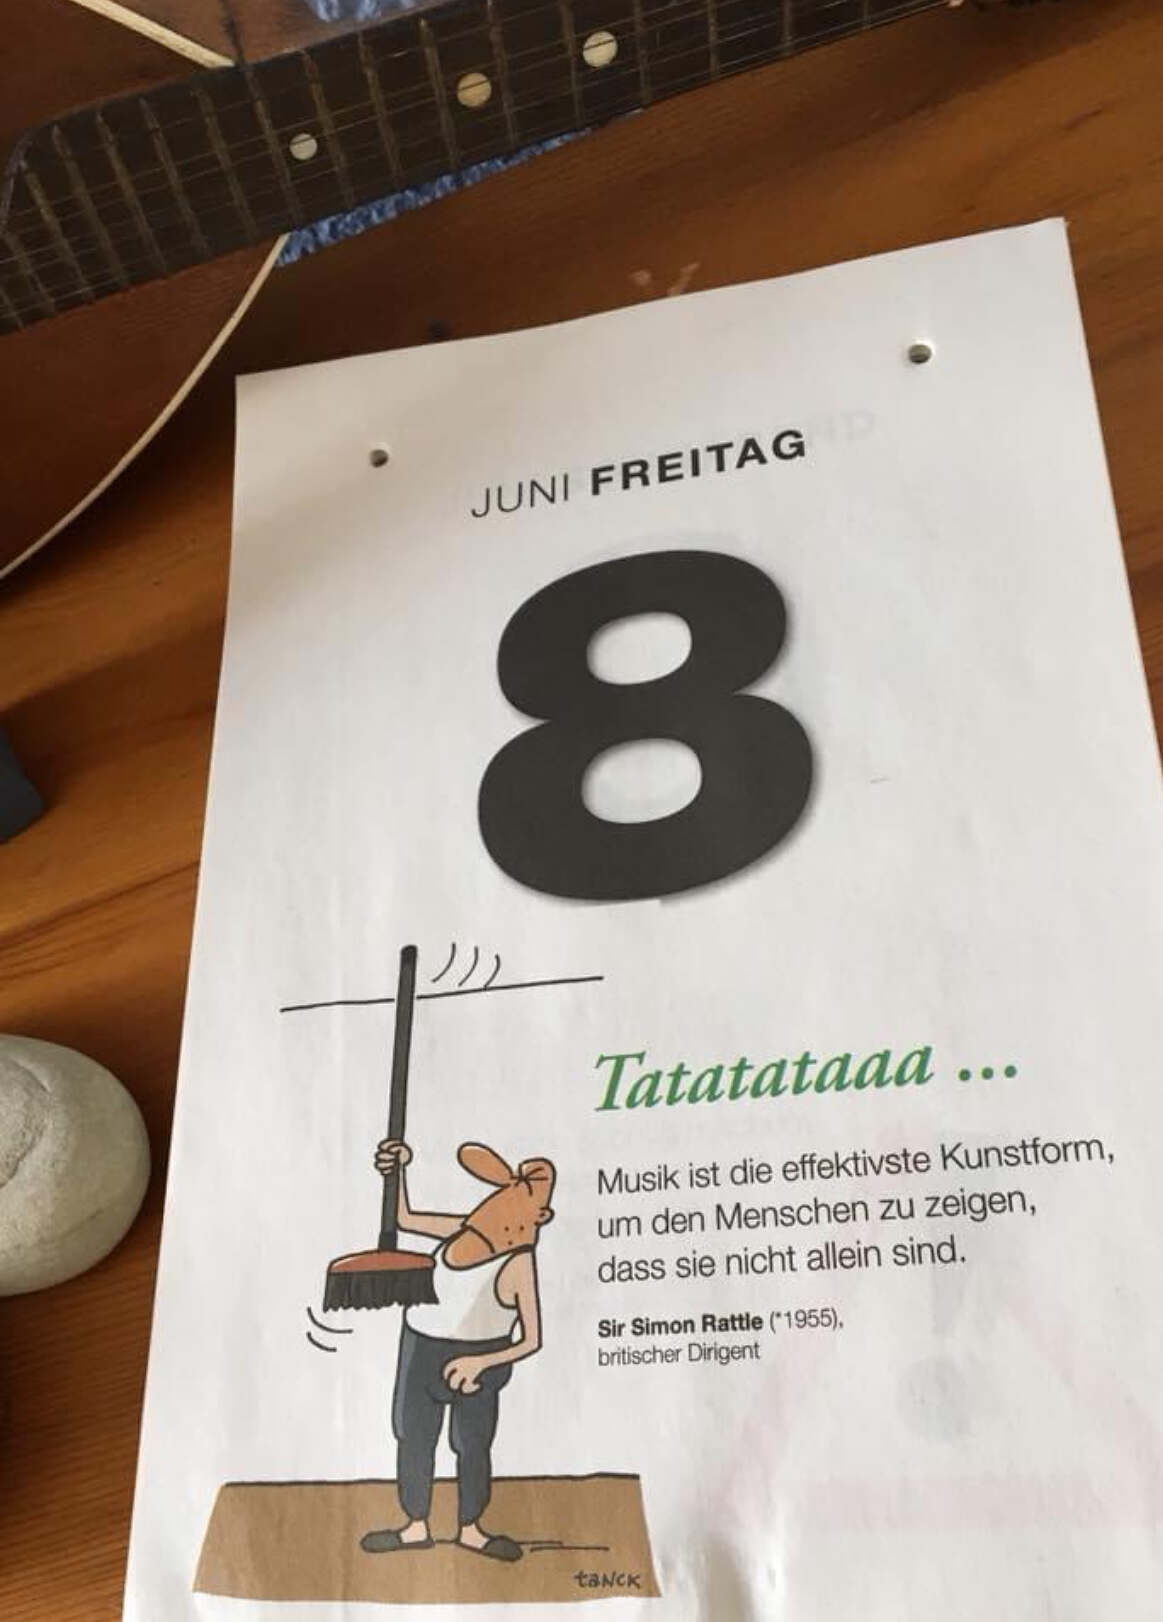 JUNI FREITAG
8
Tatatataaa ...
Musik ist die effektivste Kunstform,
um den Menschen zu zeigen,
dass sie nicht allein sind.
Sir Simon Rattle (*1955),
britischer Dirigent
taNCK